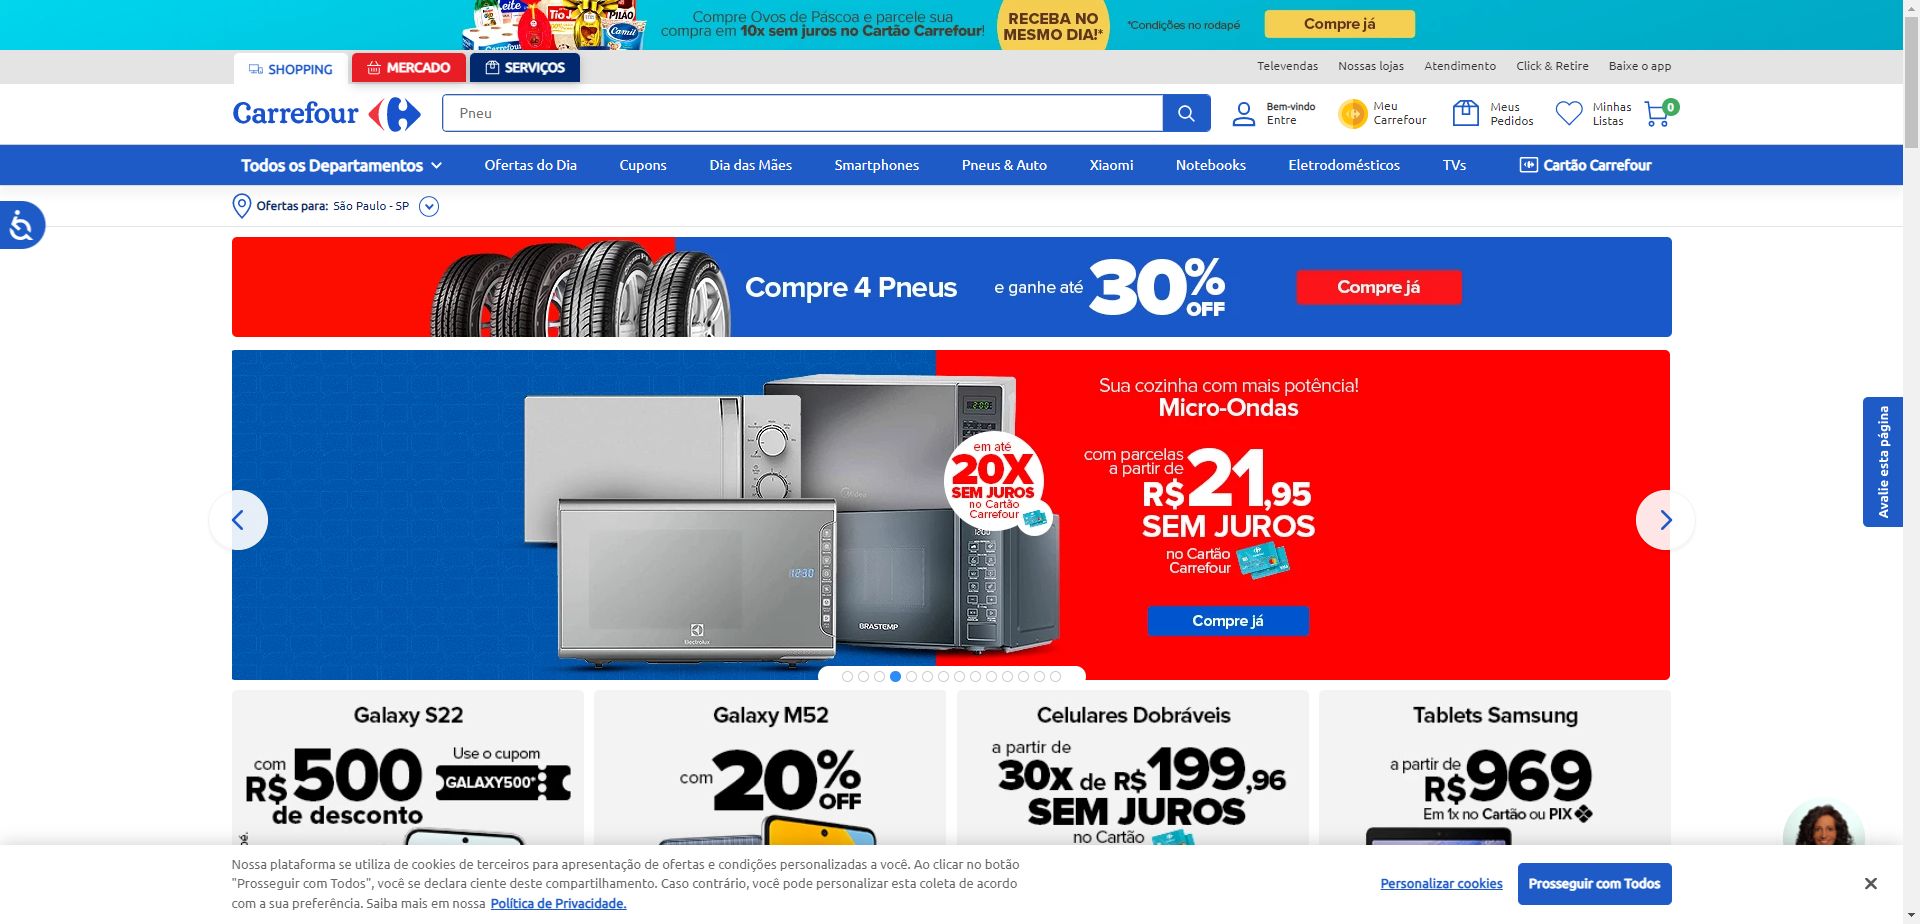 Compre Ovos de Páscoa e parcele sua
compra em 10x sem juros no Cartão Carrefour!
RECEBA NO
MESMO DIA!*
*Condições no rodapé
Compre já
SHOPPING
MERCADO
SERVIÇOS
Televendas
Nossas lojas
Atendimento
Click & Retire
Baixe o app
Carrefour
Pneu
Bem-vindo
Entre
Meu
Carrefour
Meus
Pedidos
Minhas
Listas
0
Todos os Departamentos
Ofertas do Dia
Cupons
Dia das Mães
Smartphones
Pneus & Auto
Xiaomi
Notebooks
Eletrodomésticos
TVs
Cartão Carrefour
Ofertas para: São Paulo - SP
Compre 4 Pneus
e ganhe até
30% OFF
Compre já
Sua cozinha com mais potência!
Micro-Ondas
em até
20X
SEM JUROS
no Cartão
Carrefour
com parcelas
a partir de
R$21,95
SEM JUROS
no Cartão
Carrefour
Compre já
Midea
12:30
Electrolux
BRASTEMP
Avalie esta página
Galaxy S22
com
R$500
de desconto
Use o cupom
GALAXY500*
Galaxy M52
com 20% OFF
Celulares Dobráveis
a partir de
30x de R$199,96
SEM JUROS
no Cartão
Tablets Samsung
a partir de
R$969
Em 1x no Cartão ou PIX
Nossa plataforma se utiliza de cookies de terceiros para apresentação de ofertas e condições personalizadas a você. Ao clicar no botão
"Prosseguir com Todos", você se declara ciente deste compartilhamento. Caso contrário, você pode personalizar esta coleta de acordo
com a sua preferência. Saiba mais em nossa Política de Privacidade.
Personalizar cookies
Prosseguir com Todos